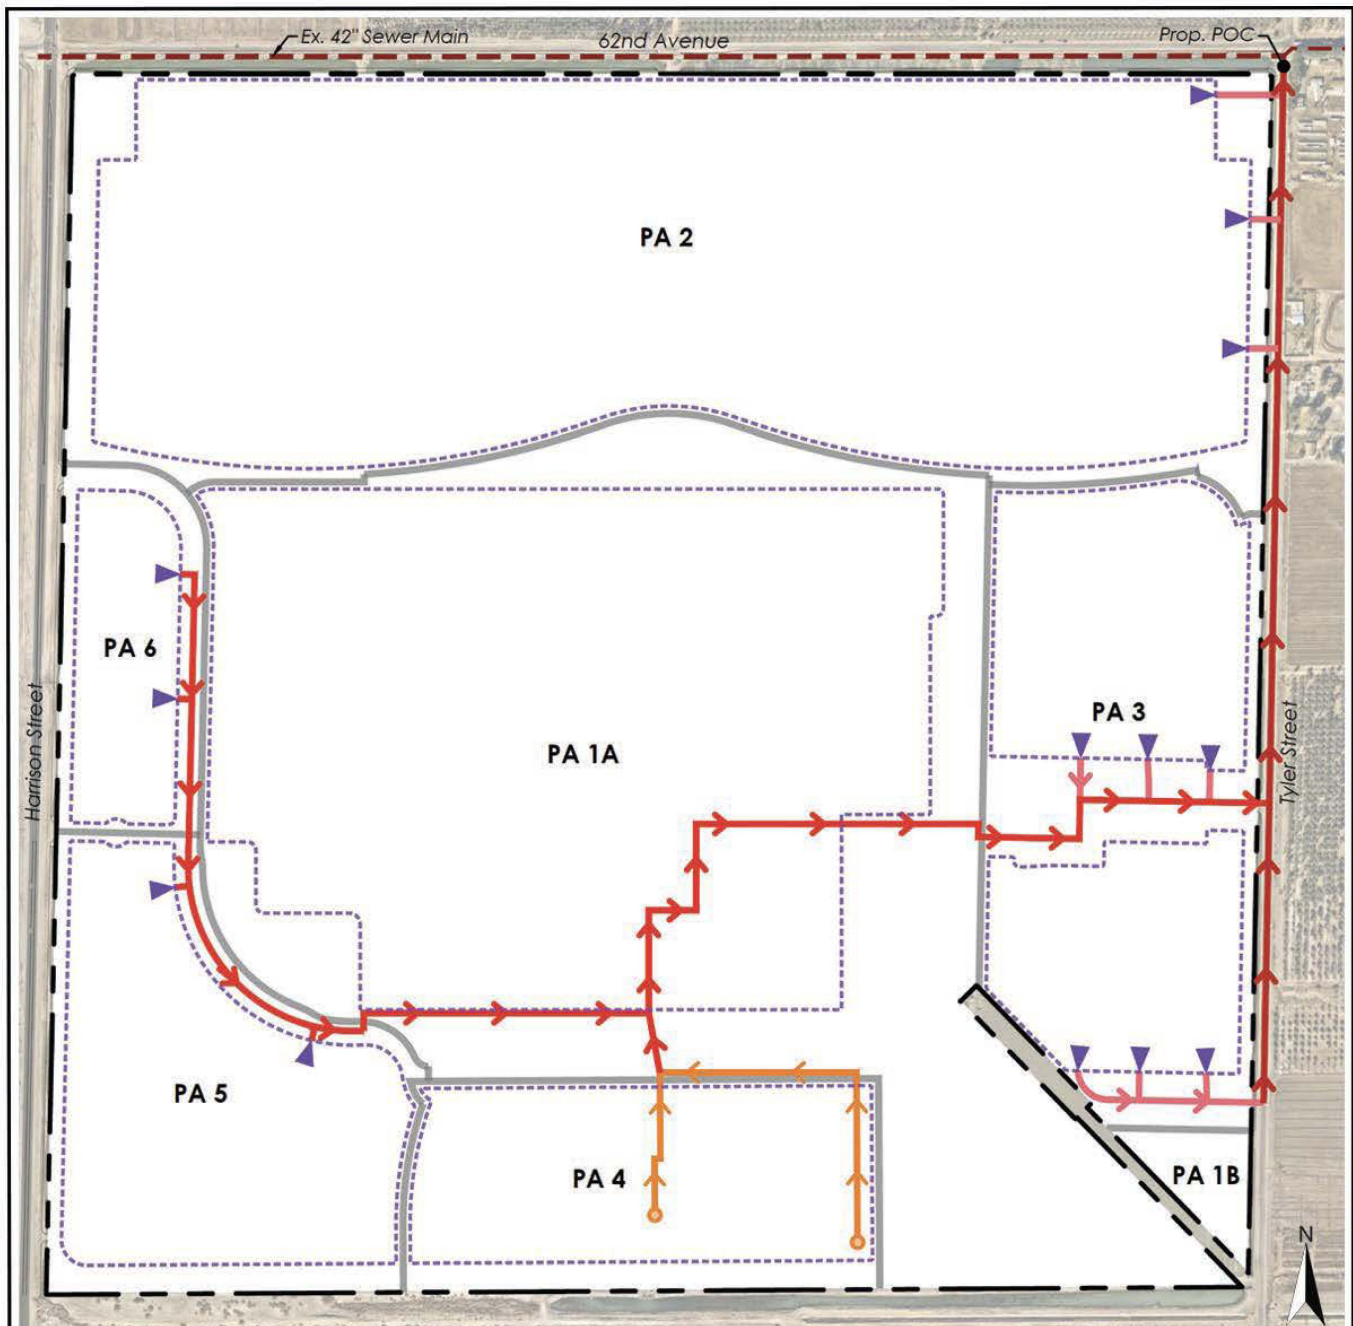 Ex. 42" Sewer Main
62nd Avenue
Prop. POC
PA 2
PA 6
PA 3
Harrison Street
PA 1A
Tyler Street
PA 5
PA 4
PA 1B
N